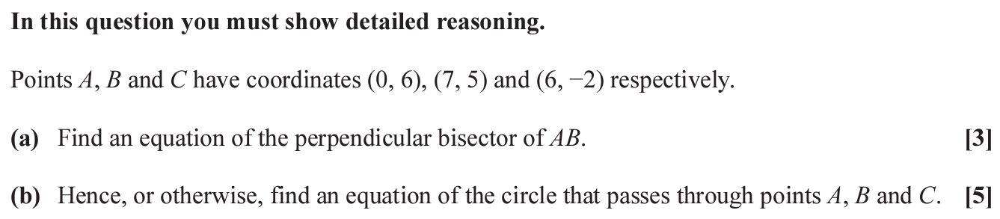 In this question you must show detailed reasoning.
Points A, B and C have coordinates (0, 6), (7, 5) and (6, −2) respectively.
(a) Find an equation of the perpendicular bisector of AB. [3]
(b) Hence, or otherwise, find an equation of the circle that passes through points A, B and C. [5]